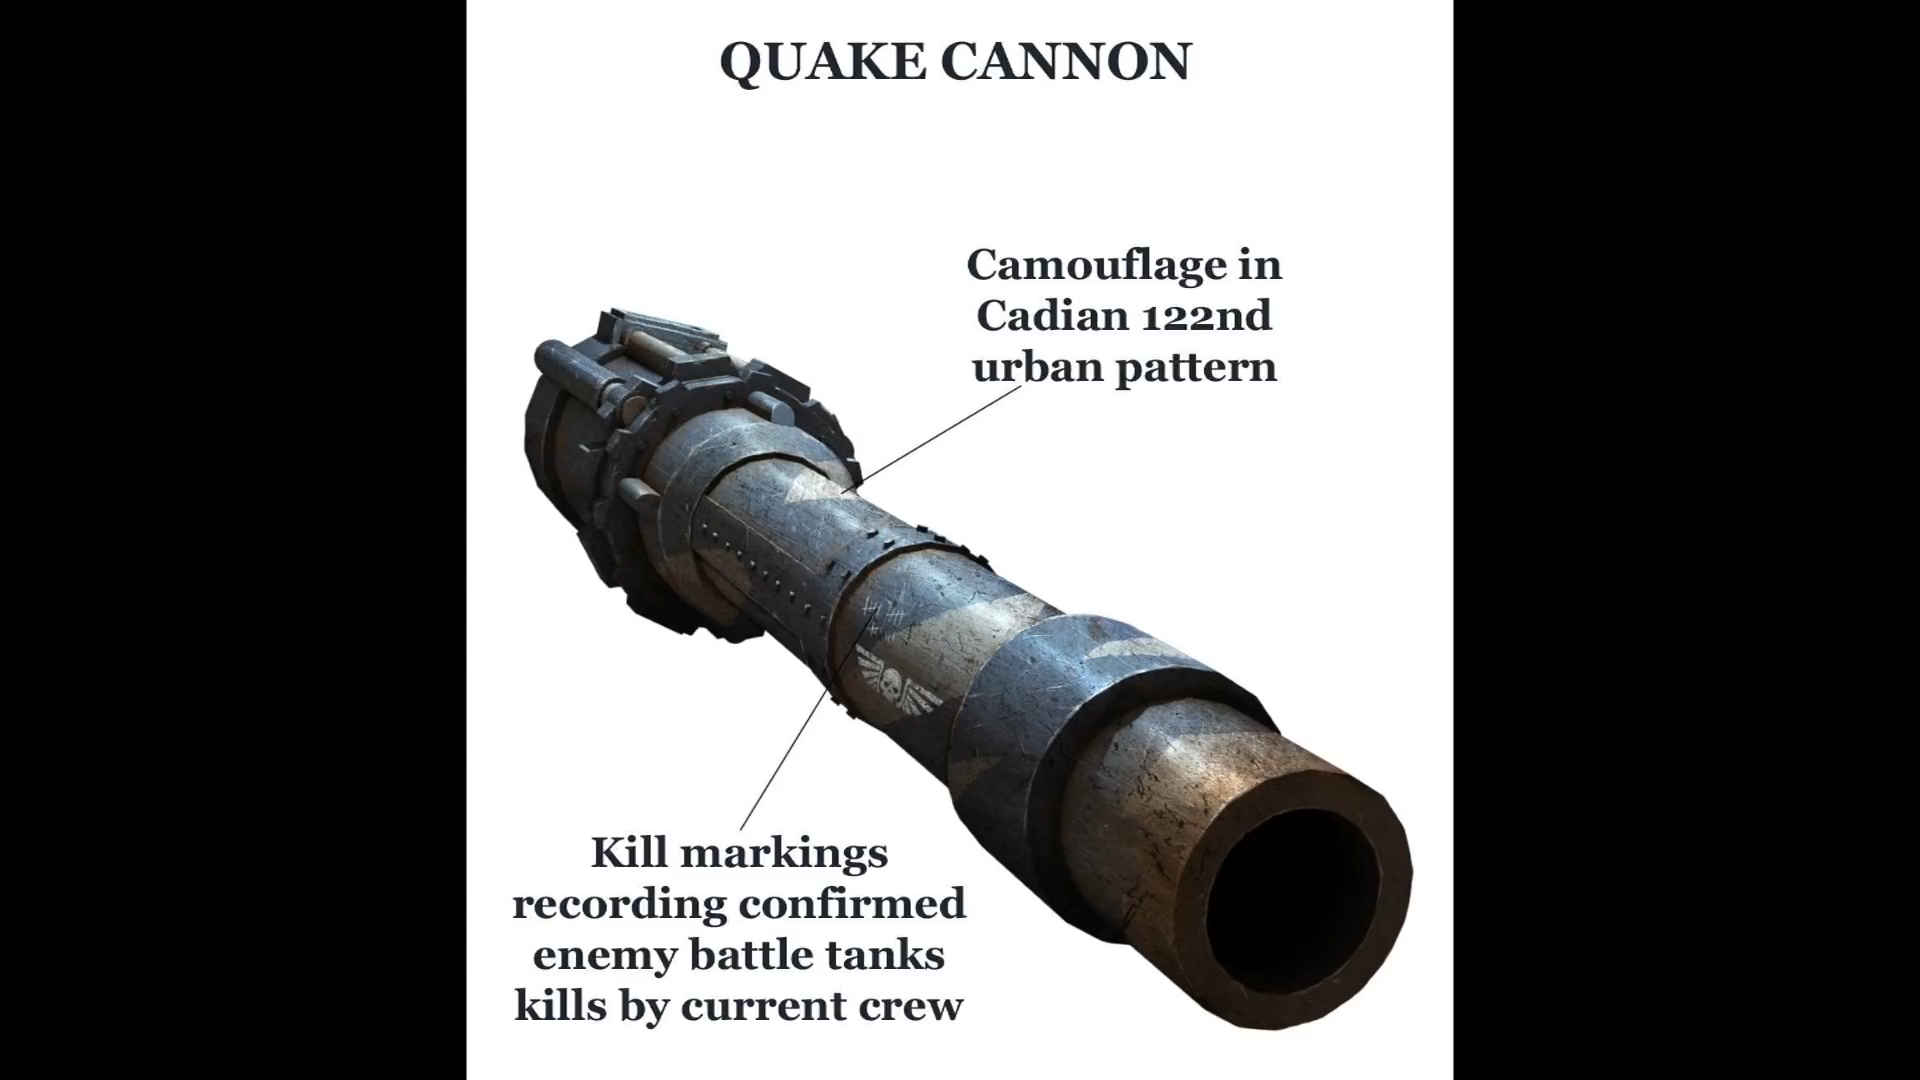 QUAKE CANNON
Camouflage in
Cadian 122nd
urban pattern
Kill markings
recording confirmed
enemy battle tanks
kills by current crew